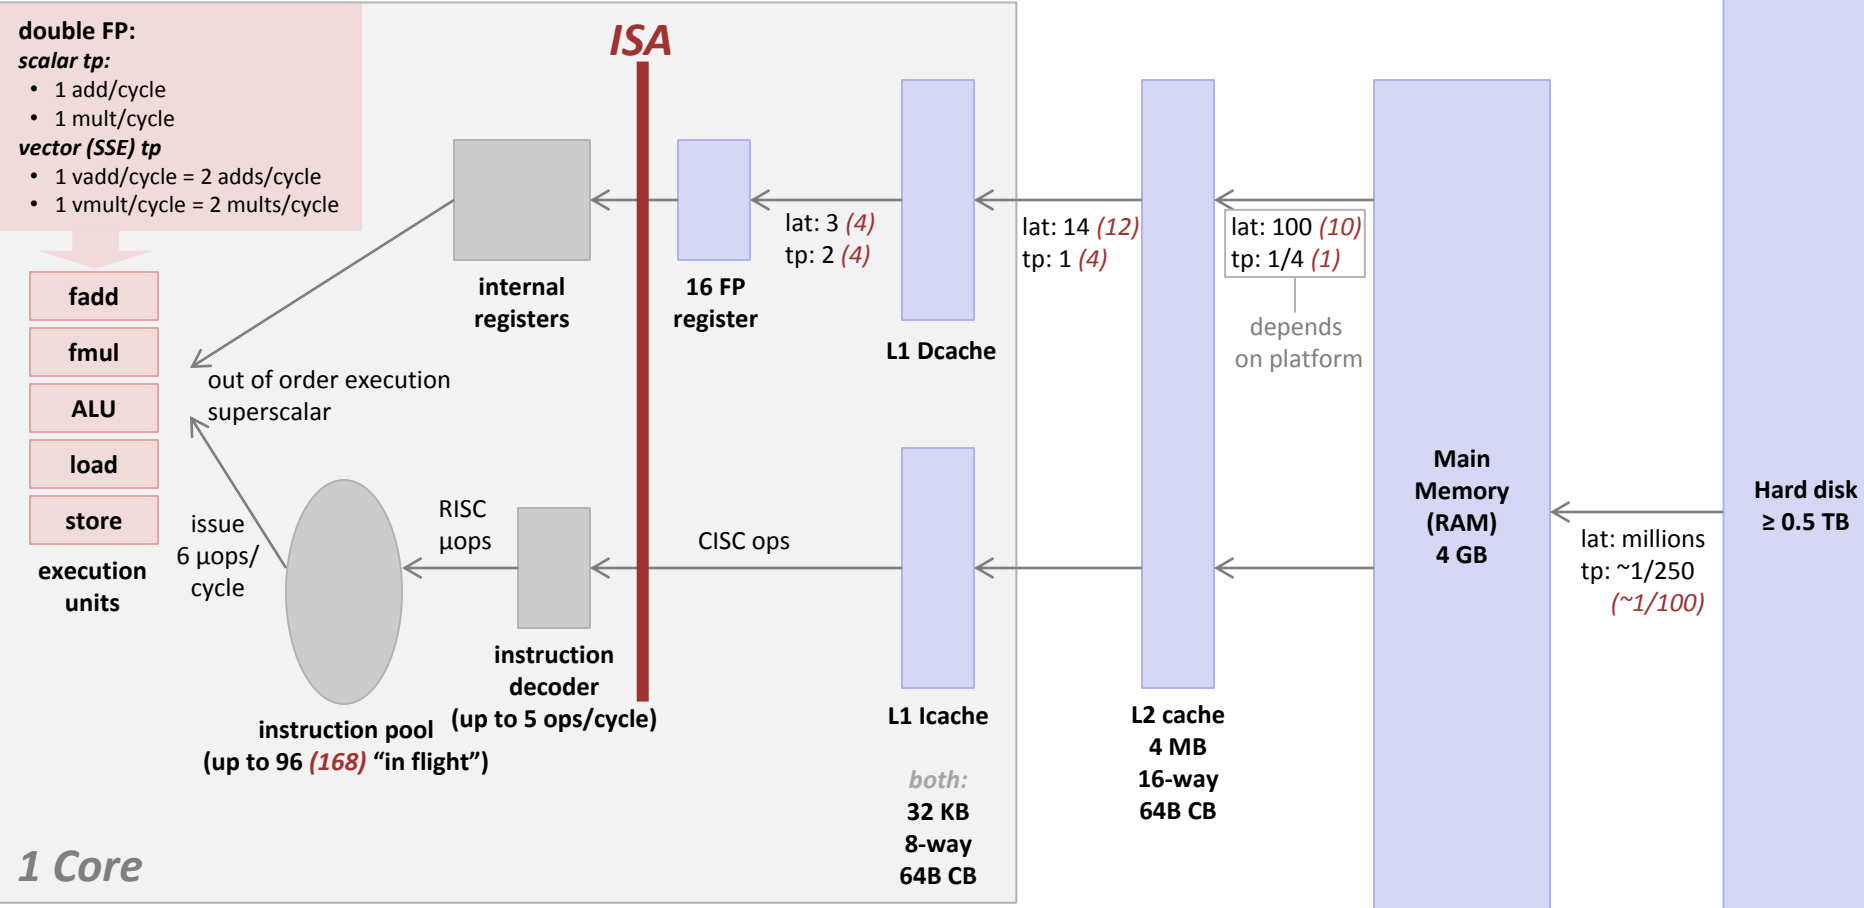 double FP:
scalar tp:
• 1 add/cycle
• 1 mult/cycle
vector (SSE) tp
• 1 vadd/cycle = 2 adds/cycle
• 1 vmult/cycle = 2 mults/cycle
ISA
fadd
fmul
ALU
load
store
execution
units
internal
registers
16 FP
register
lat: 3 (4)
tp: 2 (4)
L1 Dcache
lat: 14 (12)
tp: 1 (4)
lat: 100 (10)
tp: 1/4 (1)
depends
on platform
out of order execution
superscalar
issue
6 μops/
cycle
RISC
μops
CISC ops
instruction
decoder
(up to 5 ops/cycle)
instruction pool
(up to 96 (168) “in flight”)
L1 Icache
both:
32 KB
8-way
64B CB
L2 cache
4 MB
16-way
64B CB
Main
Memory
(RAM)
4 GB
lat: millions
tp: ~1/250
(~1/100)
Hard disk
≥ 0.5 TB
1 Core